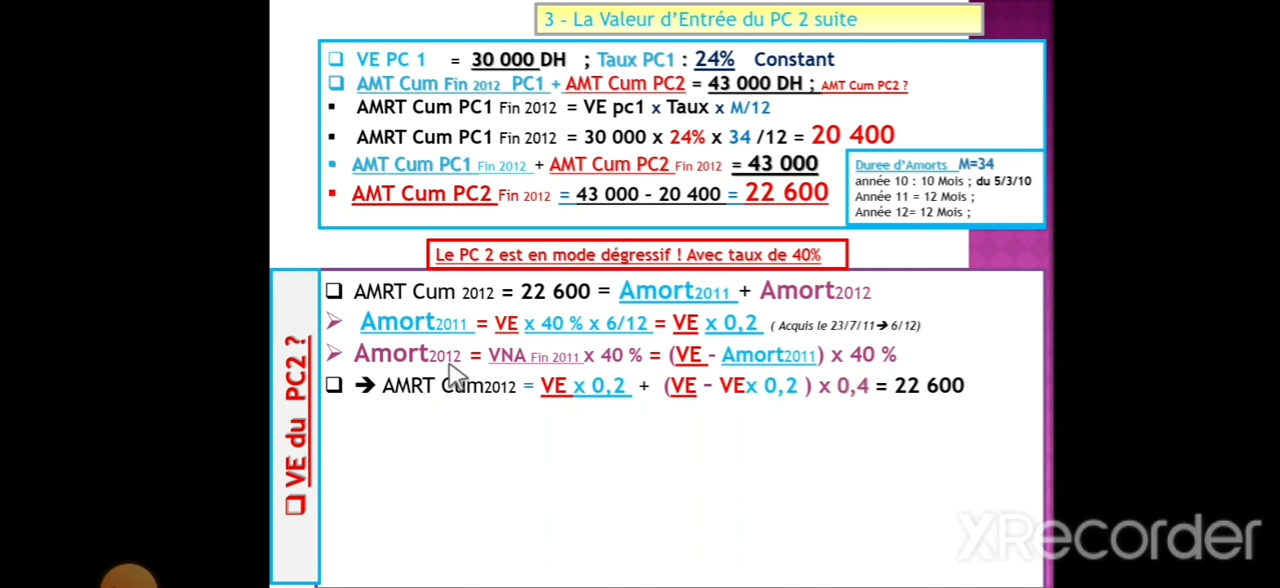 3 - La Valeur d’Entrée du PC 2 suite
❑ VE PC 1 = 30 000 DH ; Taux PC1 : 24% Constant
❑ AMT Cum Fin 2012 PC1 + AMT Cum PC2 = 43 000 DH ; AMT Cum PC2 ?
▪ AMRT Cum PC1 Fin 2012 = VE pc1 x Taux x M/12
▪ AMRT Cum PC1 Fin 2012 = 30 000 x 24% x 34 /12 = 20 400
▪ AMT Cum PC1 Fin 2012 + AMT Cum PC2 Fin 2012 = 43 000
▪ AMT Cum PC2 Fin 2012 = 43 000 - 20 400 = 22 600
Duree d’Amorts M=34
année 10 : 10 Mois ; du 5/3/10
Année 11 = 12 Mois ;
Année 12= 12 Mois ;
Le PC 2 est en mode dégressif ! Avec taux de 40%
❑ VE du PC2 ?
❑ AMRT Cum 2012 = 22 600 = Amort2011 + Amort2012
➢ Amort2011 = VE x 40 % x 6/12 = VE x 0,2 ( Acquis le 23/7/11➔ 6/12)
➢ Amort2012 = VNA Fin 2011 x 40 % = (VE - Amort2011) x 40 %
❑ ➔ AMRT Cum2012 = VE x 0,2 + (VE - VEx 0,2 ) x 0,4 = 22 600
XRecorder